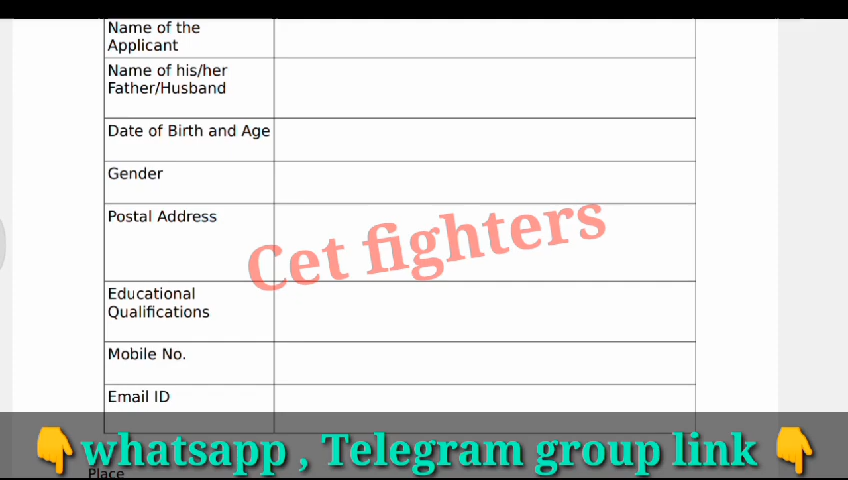 Name of the
Applicant
Name of his/her
Father/Husband
Date of Birth and Age
Gender
Postal Address
Cet fighters
Educational
Qualifications
Mobile No.
Email ID
👇whatsapp , Telegram group link 👇
Place